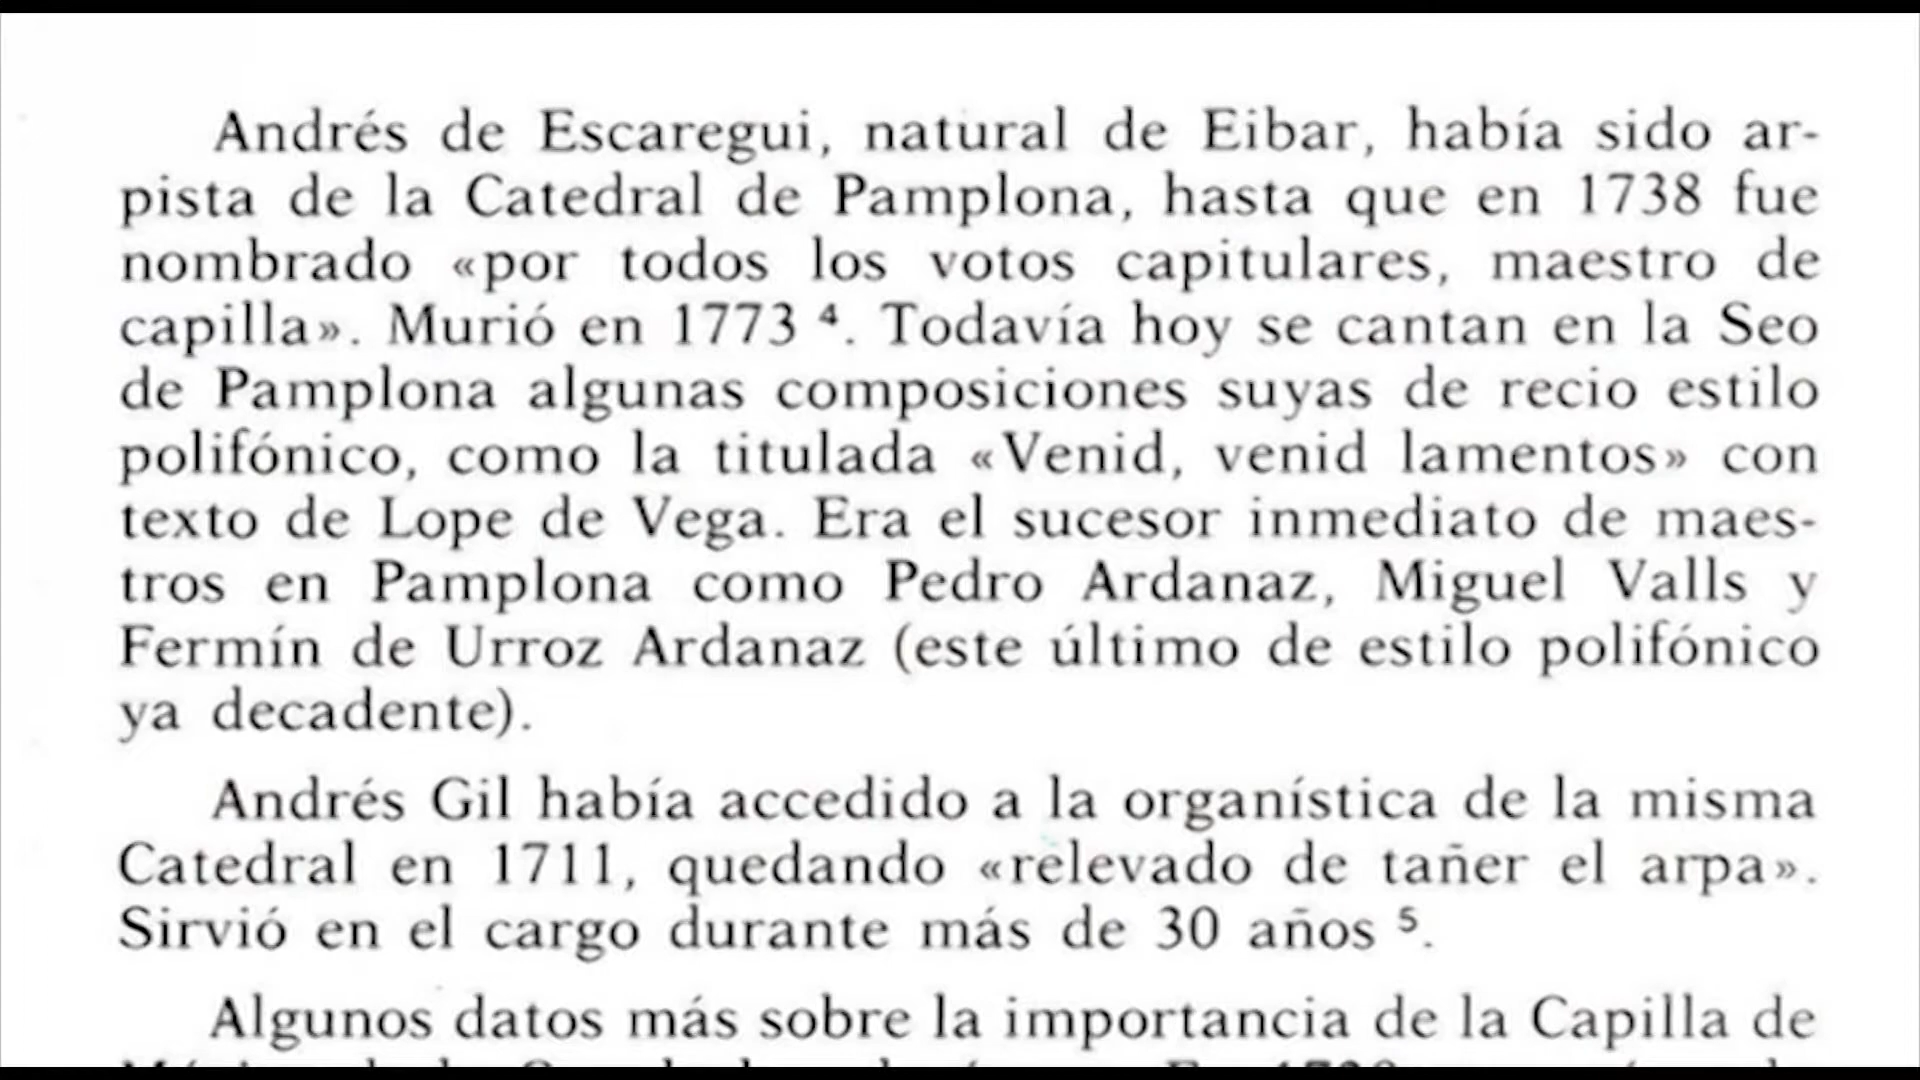 Andrés de Escaregui, natural de Eibar, había sido ar-
pista de la Catedral de Pamplona, hasta que en 1738 fue
nombrado «por todos los votos capitulares, maestro de
capilla». Murió en 1773 ⁴. Todavía hoy se cantan en la Seo
de Pamplona algunas composiciones suyas de recio estilo
polifónico, como la titulada «Venid, venid lamentos» con
texto de Lope de Vega. Era el sucesor inmediato de maes-
tros en Pamplona como Pedro Ardanaz, Miguel Valls y
Fermín de Urroz Ardanaz (este último de estilo polifónico
ya decadente).
Andrés Gil había accedido a la organística de la misma
Catedral en 1711, quedando «relevado de tañer el arpa».
Sirvió en el cargo durante más de 30 años ⁵.
Algunos datos más sobre la importancia de la Capilla de